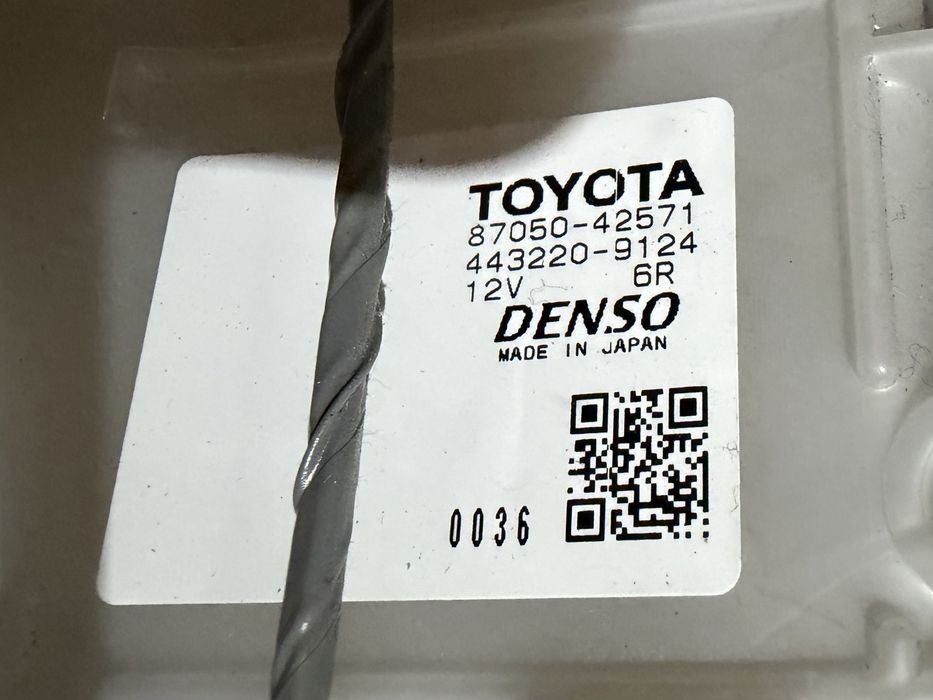 TOYOTA
87050-42571
443220-9124
12V 6R
DENSO
MADE IN JAPAN
0036